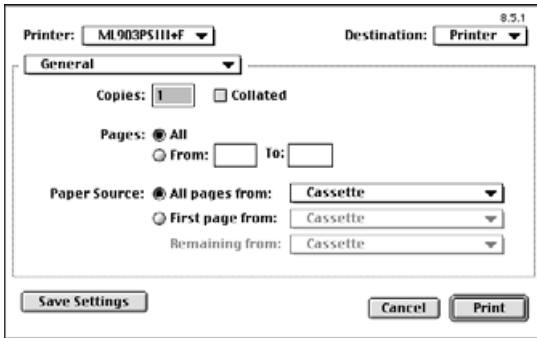 8.5.1
Printer: ML903PSIII+F Destination: Printer
General
Copies: 1 Collated
Pages: All
From: To:
Paper Source: All pages from: Cassette
First page from: Cassette
Remaining from: Cassette
Save Settings Cancel Print